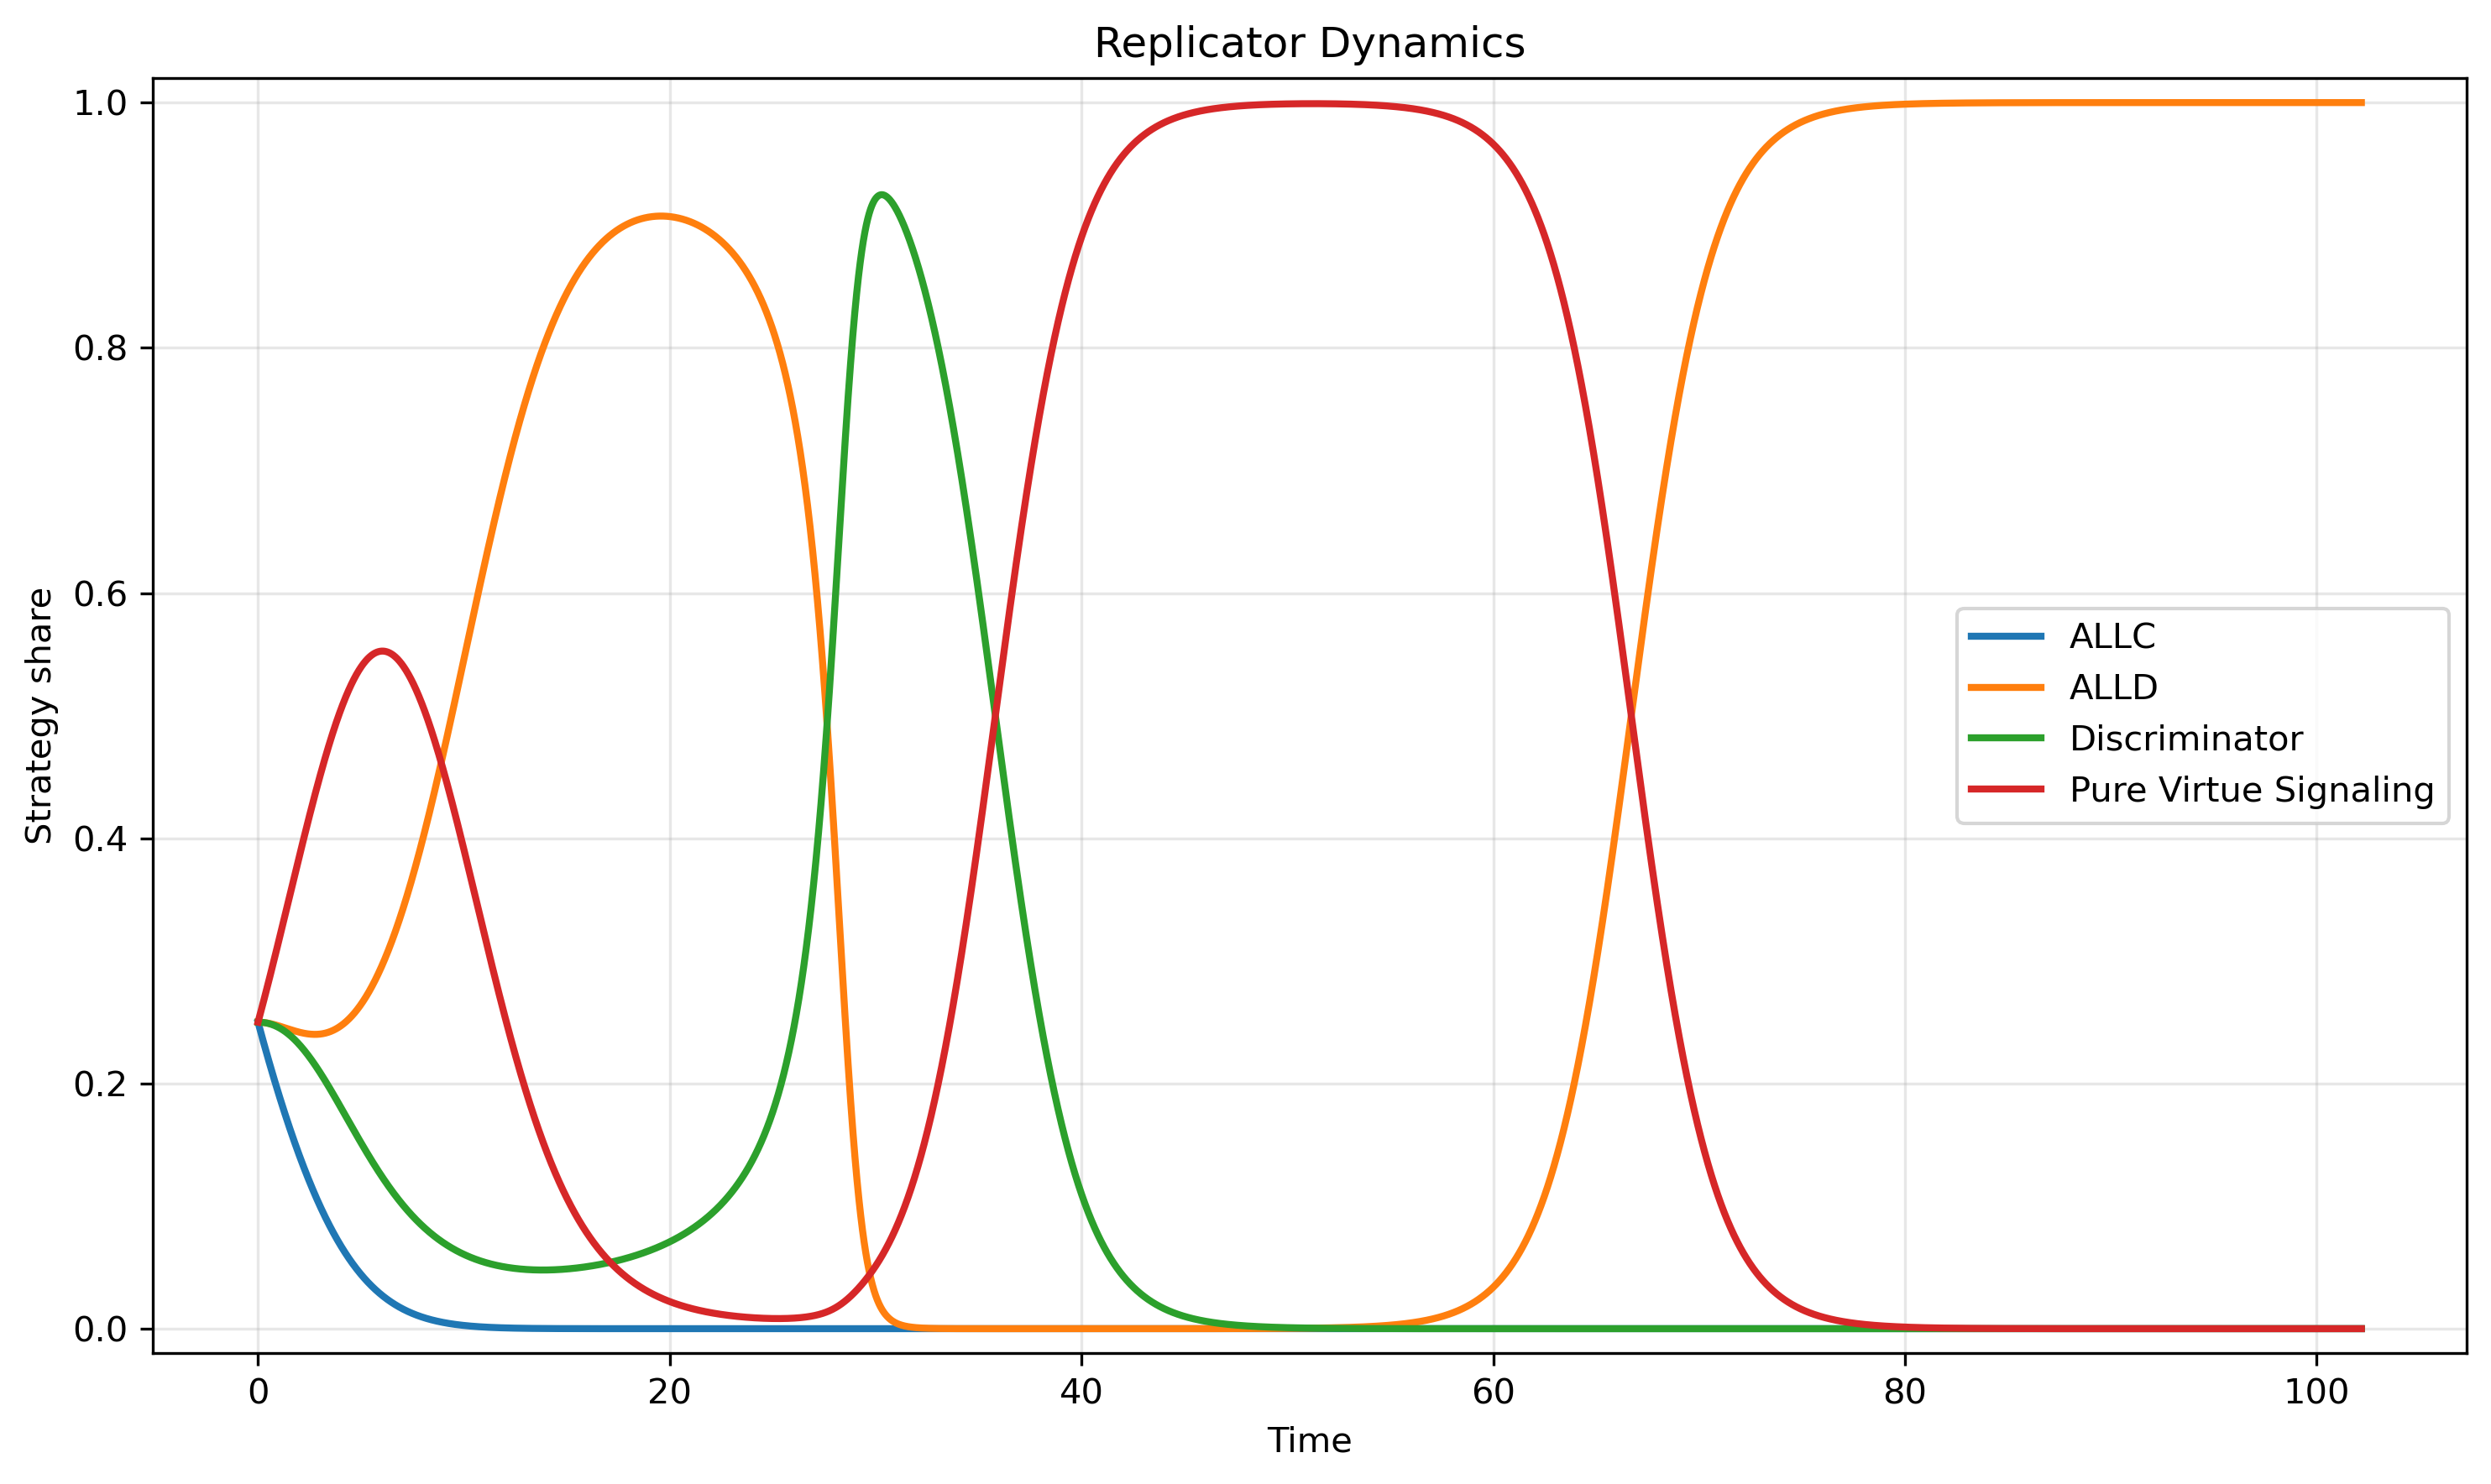 Replicator Dynamics
1.0
0.8
0.6
0.4
0.2
0.0
Strategy share
ALLC
ALLD
Discriminator
Pure Virtue Signaling
0 20 40 60 80 100
Time